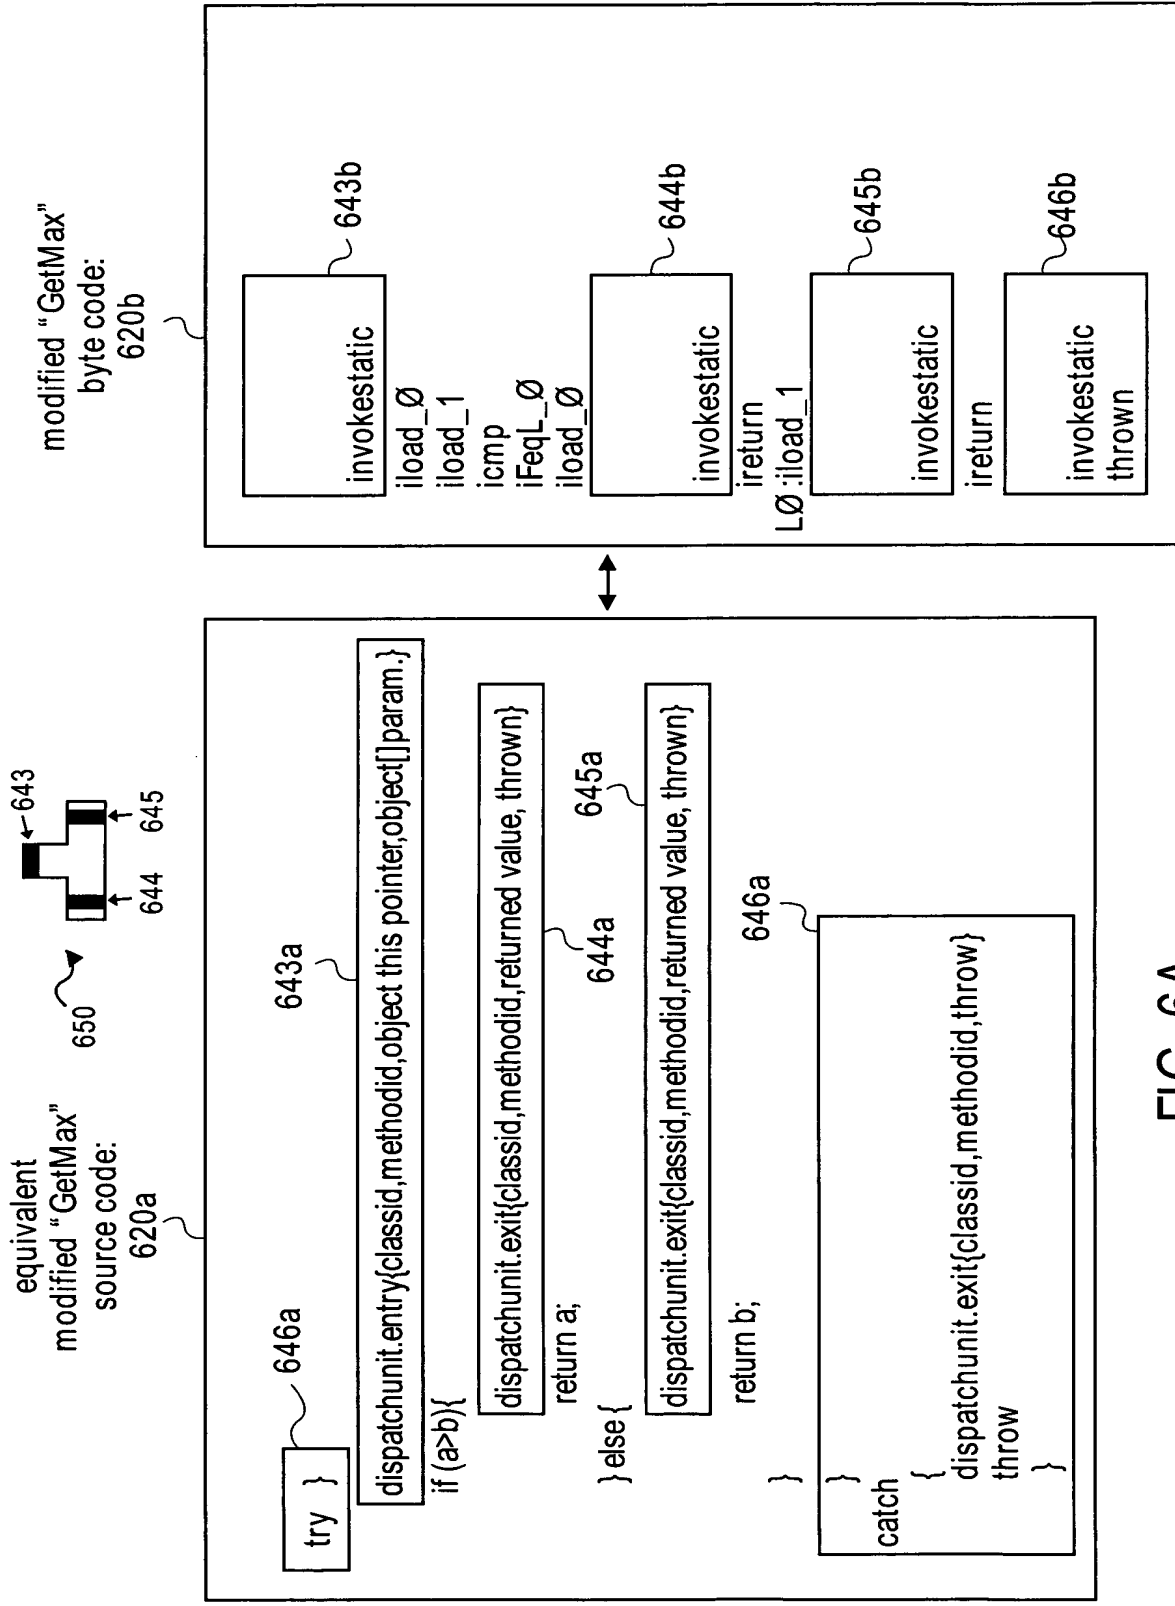 equivalent
modified “GetMax”
source code:
620a
650
643
644
645
646a
try }
643a
dispatchunit.entry{classid,methodid,object this pointer,object[]param.}
if (a>b){
dispatchunit.exit{classid,methodid,returned value, thrown}
644a
return a;
} else {
645a
dispatchunit.exit{classid,methodid,returned value, thrown}
return b;
}
646a
}
catch
{
dispatchunit.exit{classid,methodid,throw}
throw
}
modified “GetMax”
byte code:
620b
643b
invokestatic
iload_Ø
iload_1
icmp
iFeqL_Ø
iload_Ø
644b
invokestatic
ireturn
LØ :iload_1
645b
invokestatic
ireturn
646b
invokestatic
thrown
FIG. 6A